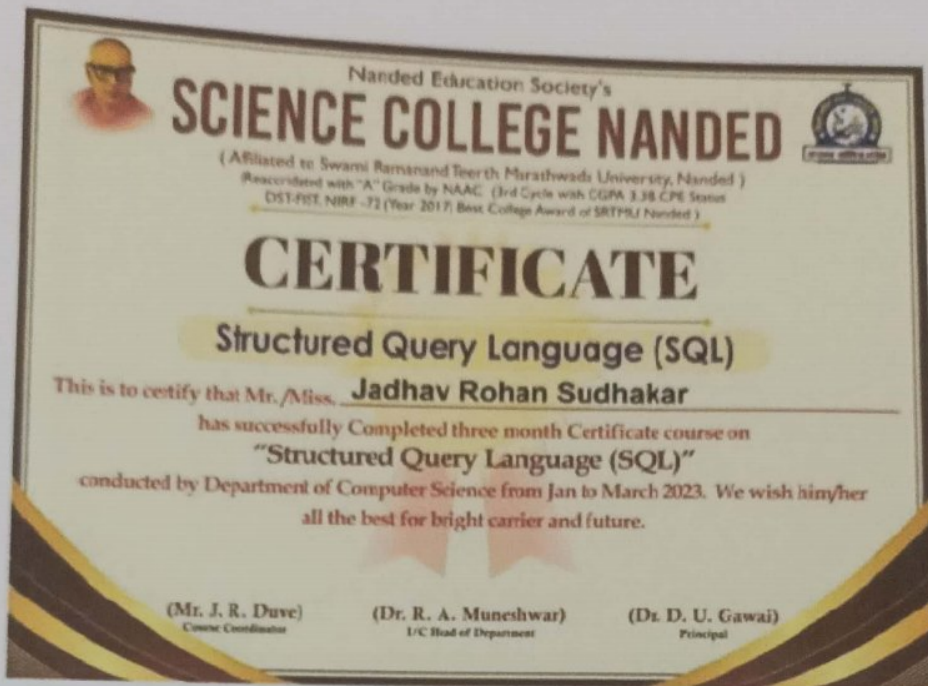 Nanded Education Society's
SCIENCE COLLEGE NANDED
( Affiliated to Swami Ramanand Teerth Marathwada University, Nanded )
(Reaccridated with "A" Grade by NAAC (3rd Cycle with CGPA 3.38 CPE Status
DST-FIST, NIRF -72 (Year 2017) Best College Award of SRTMU Nanded )
CERTIFICATE
Structured Query Language (SQL)
This is to certify that Mr./Miss. Jadhav Rohan Sudhakar
has successfully Completed three month Certificate course on
"Structured Query Language (SQL)"
conducted by Department of Computer Science from Jan to March 2023. We wish him/her
all the best for bright carrier and future.
(Mr. J. R. Duve) (Dr. R. A. Muneshwar) (Dr. D. U. Gawai)
Course Coordinator I/C Head of Department Principal